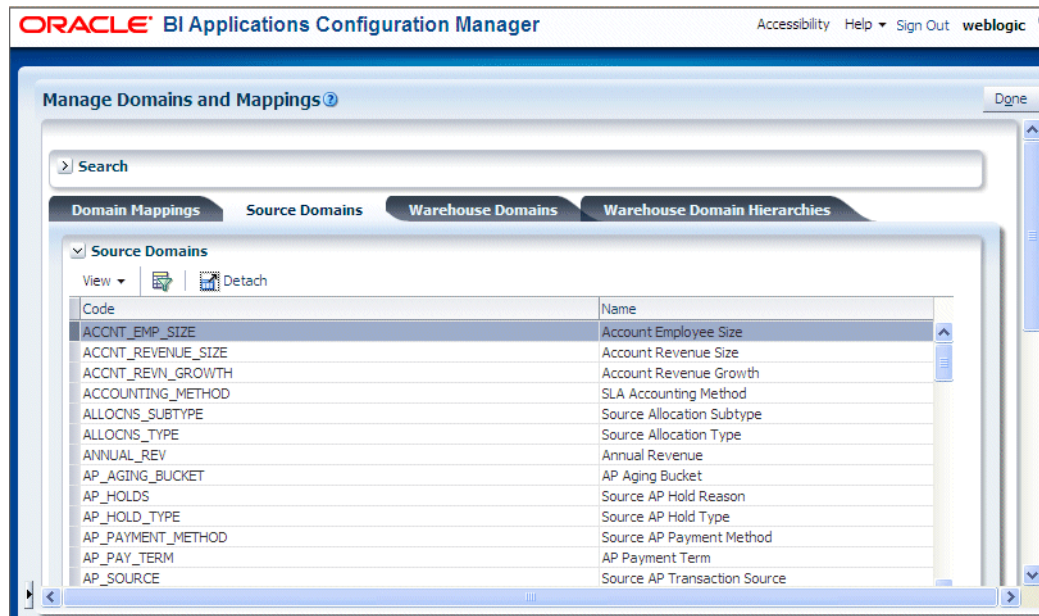 ORACLE BI Applications Configuration Manager Accessibility Help Sign Out weblogic
Manage Domains and Mappings Done
Search
Domain Mappings Source Domains Warehouse Domains Warehouse Domain Hierarchies
Source Domains
View Detach
Code Name
ACCNT_EMP_SIZE Account Employee Size
ACCNT_REVENUE_SIZE Account Revenue Size
ACCNT_REVN_GROWTH Account Revenue Growth
ACCOUNTING_METHOD SLA Accounting Method
ALLOCNS_SUBTYPE Source Allocation Subtype
ALLOCNS_TYPE Source Allocation Type
ANNUAL_REV Annual Revenue
AP_AGING_BUCKET AP Aging Bucket
AP_HOLDS Source AP Hold Reason
AP_HOLD_TYPE Source AP Hold Type
AP_PAYMENT_METHOD Source AP Payment Method
AP_PAY_TERM AP Payment Term
AP_SOURCE Source AP Transaction Source